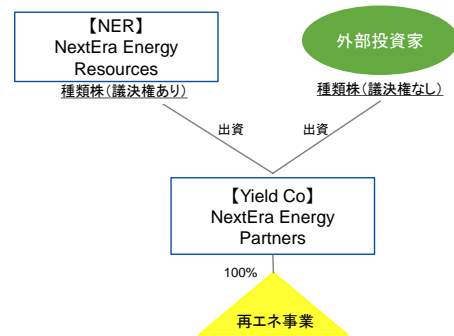 【NER】
NextEra Energy
Resources
種類株(議決権あり)
外部投資家
種類株(議決権なし)
出資
出資
【Yield Co】
NextEra Energy
Partners
100%
再エネ事業